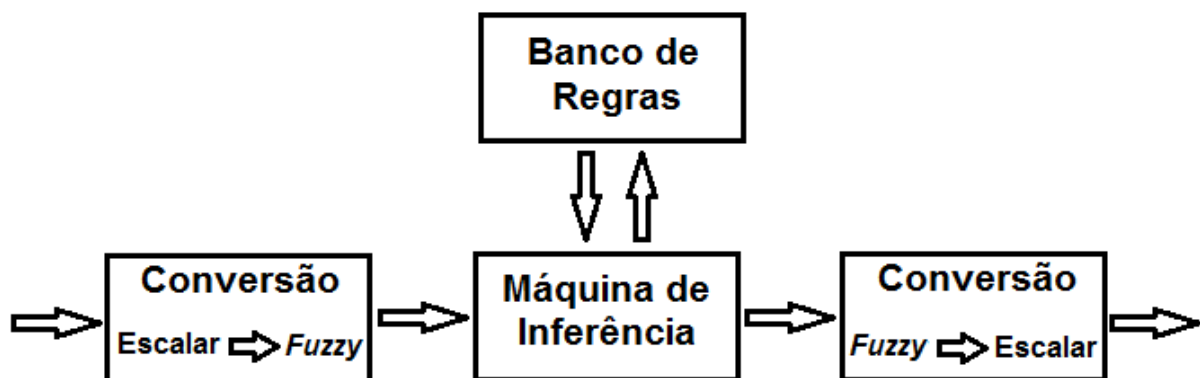 Banco de
Regras
Conversão
Escalar Fuzzy
Máquina de
Inferência
Conversão
Fuzzy Escalar